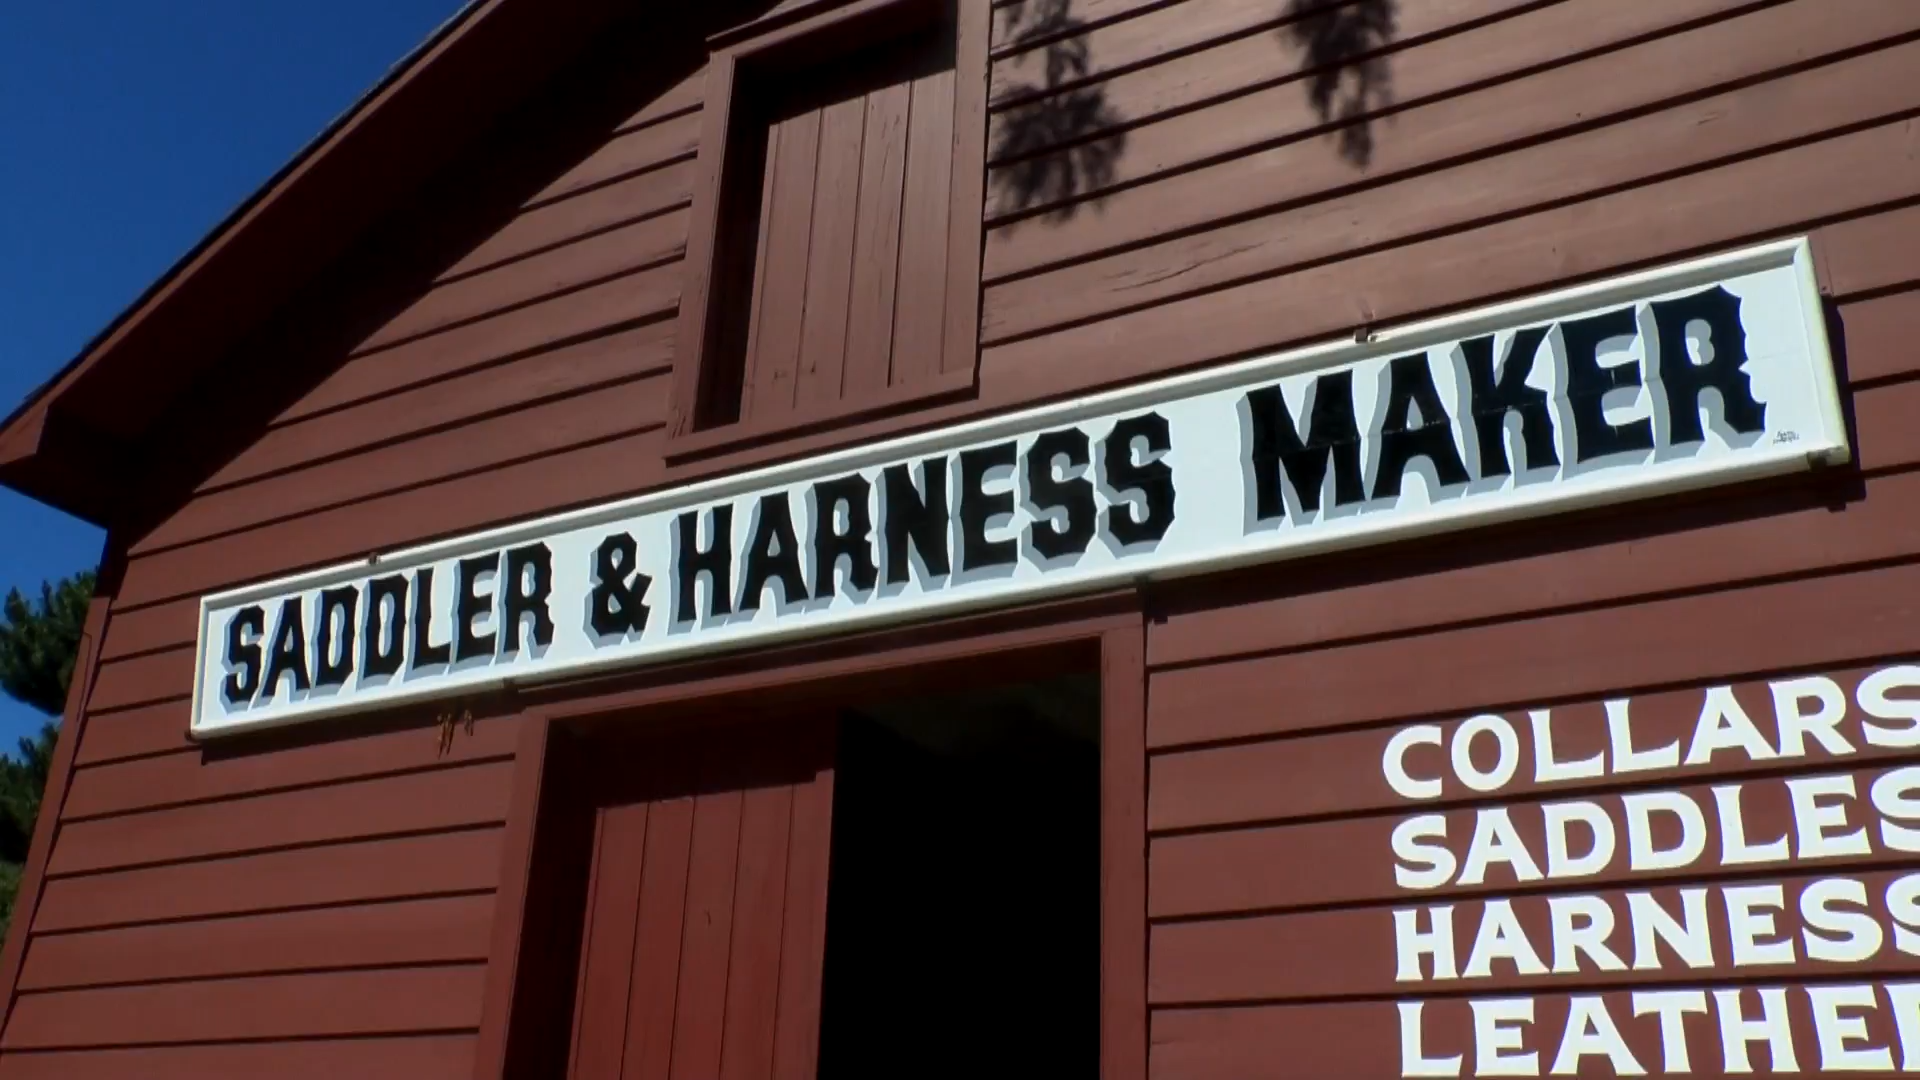 SADDLER & HARNESS MAKER
COLLARS
SADDLES
HARNESS